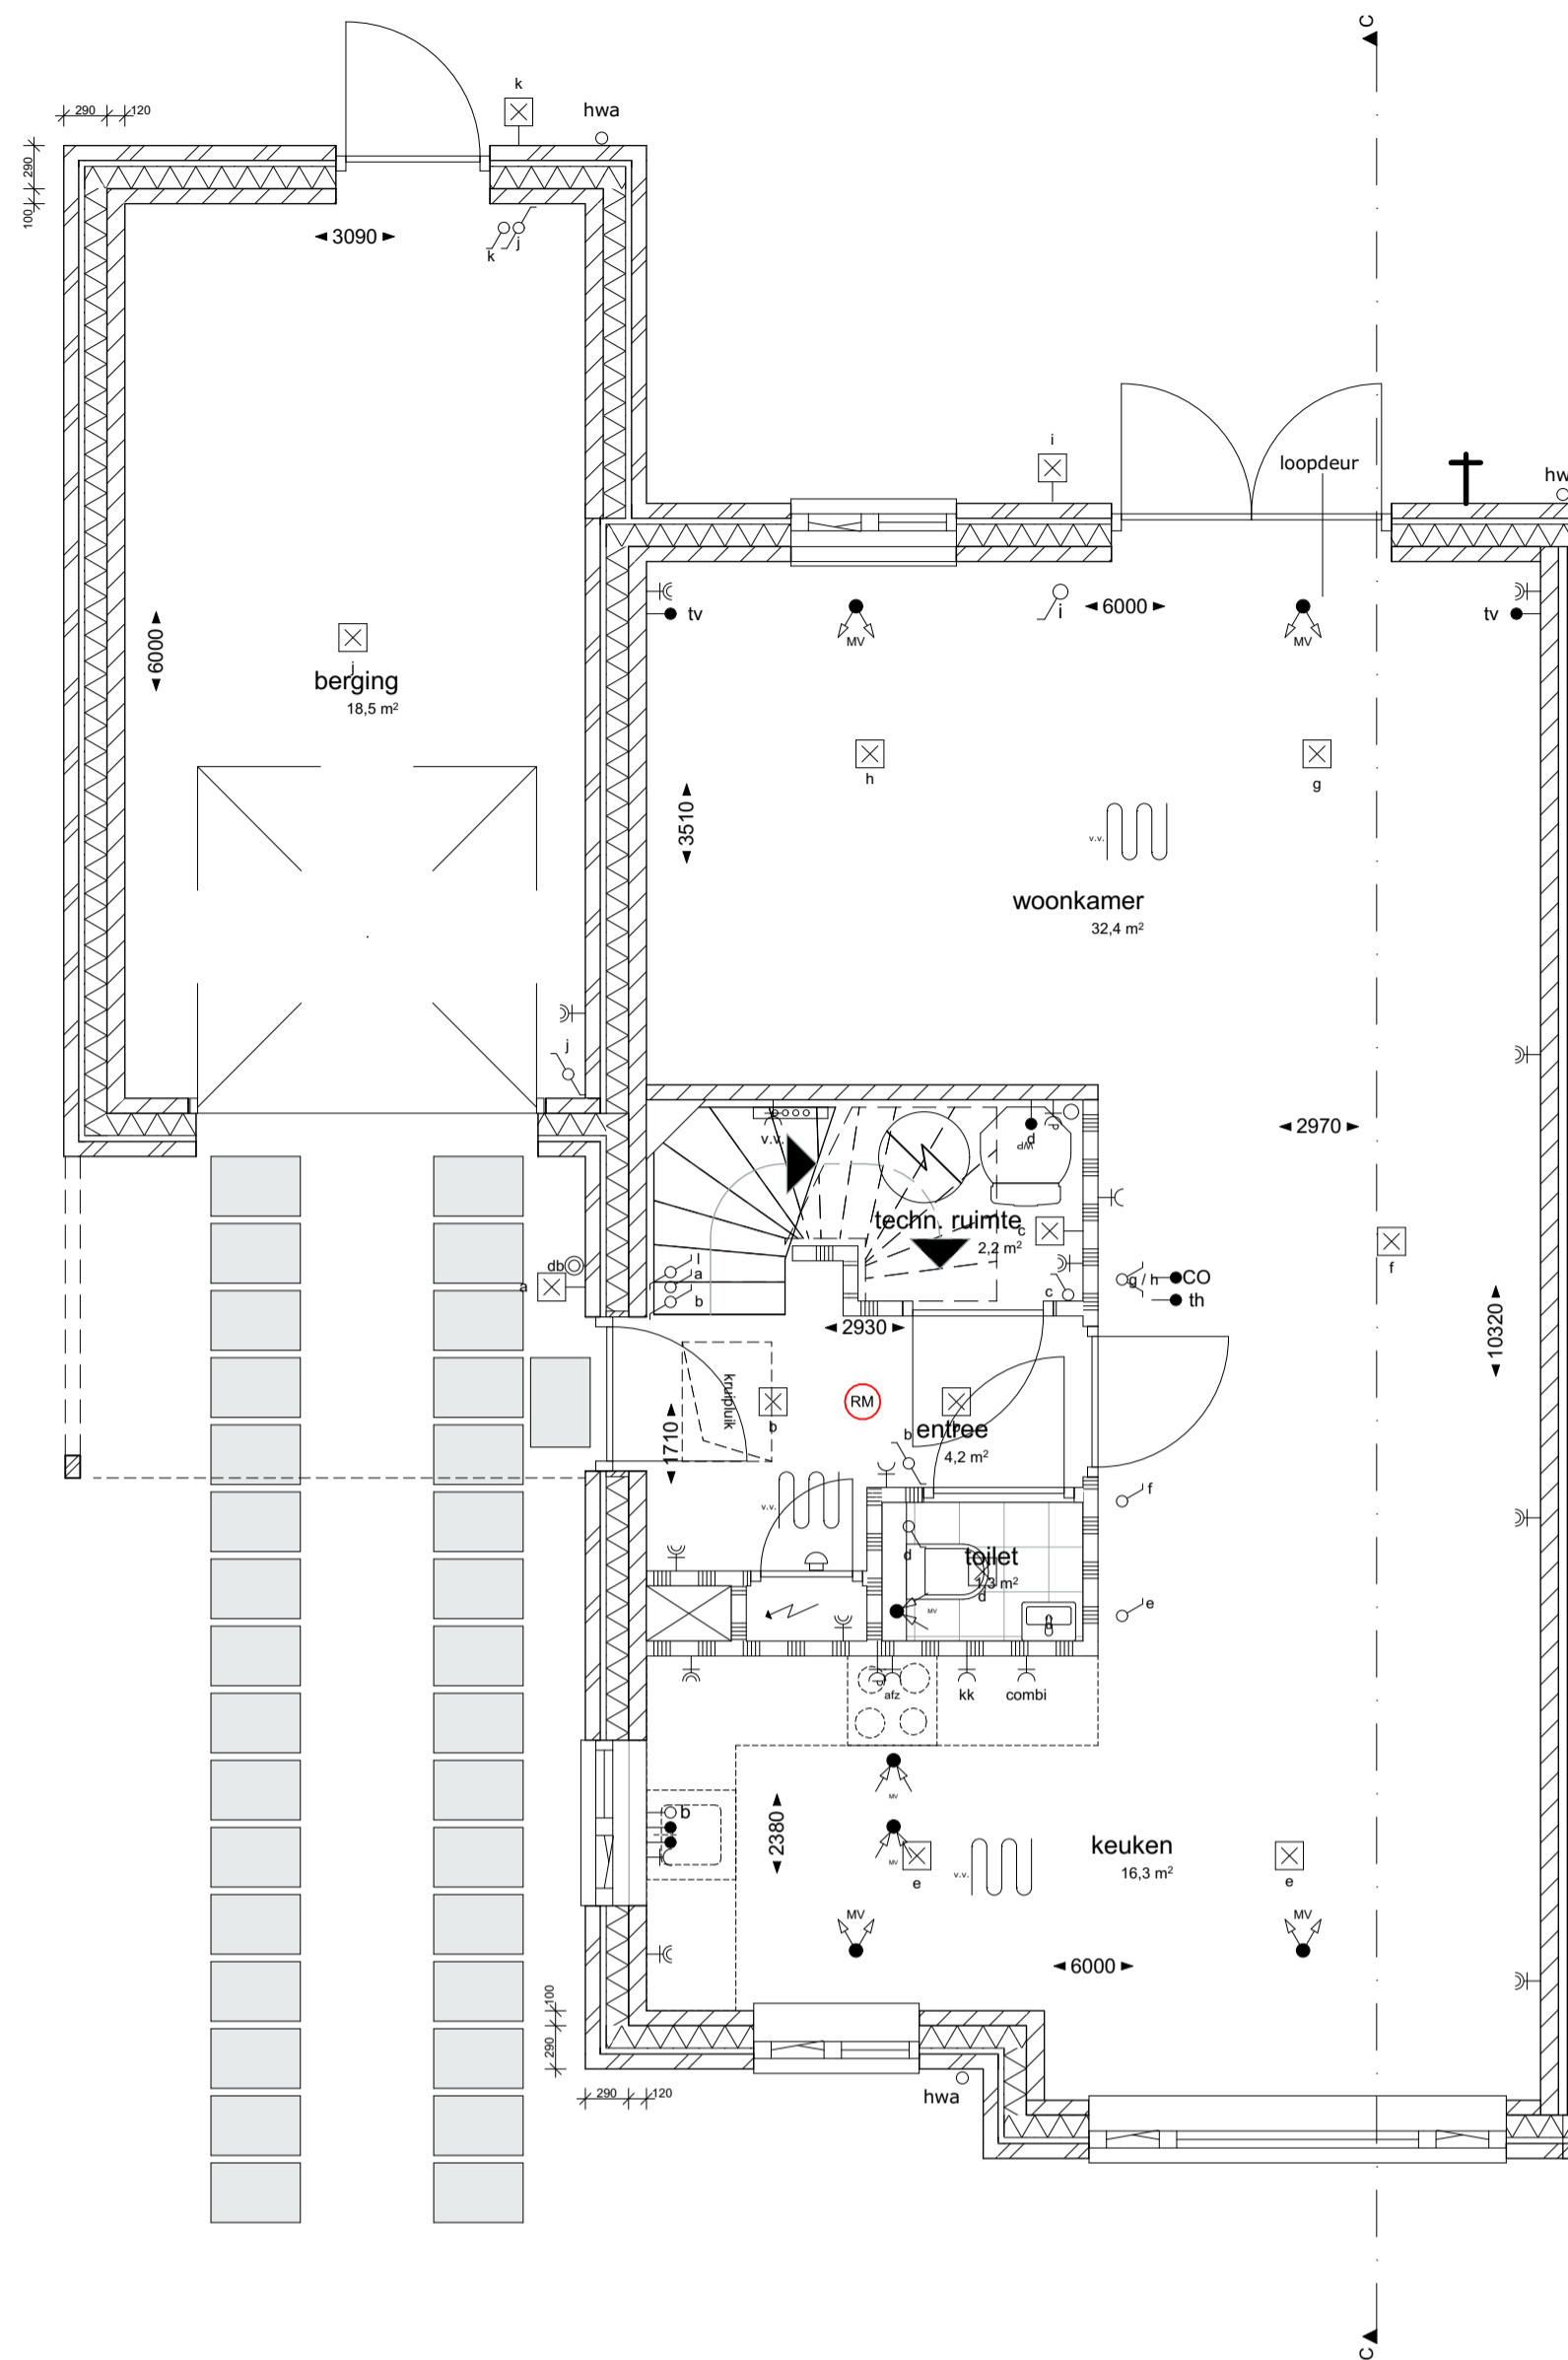 C
k
hwa
290
120
290
100
3090
k
j
i
loopdeur
hw
tv
i
6000
tv
MV
MV
6000
j
berging
18,5 m²
h
g
3510
v.v.
woonkamer
32,4 m²
j
2970
v.v.
d
WP
techn. ruimte
2,2 m²
c
f
db
a
l
a
b
c
g / h
CO
th
2930
10320
kruipluik
b
RM
1710
b
entree
4,2 m²
v.v.
f
d
toilet
1,3 m²
d
MV
e
afz
kk
combi
MV
b
2380
MV
e
keuken
16,3 m²
v.v.
e
MV
MV
6000
100
290
290
120
hwa
C